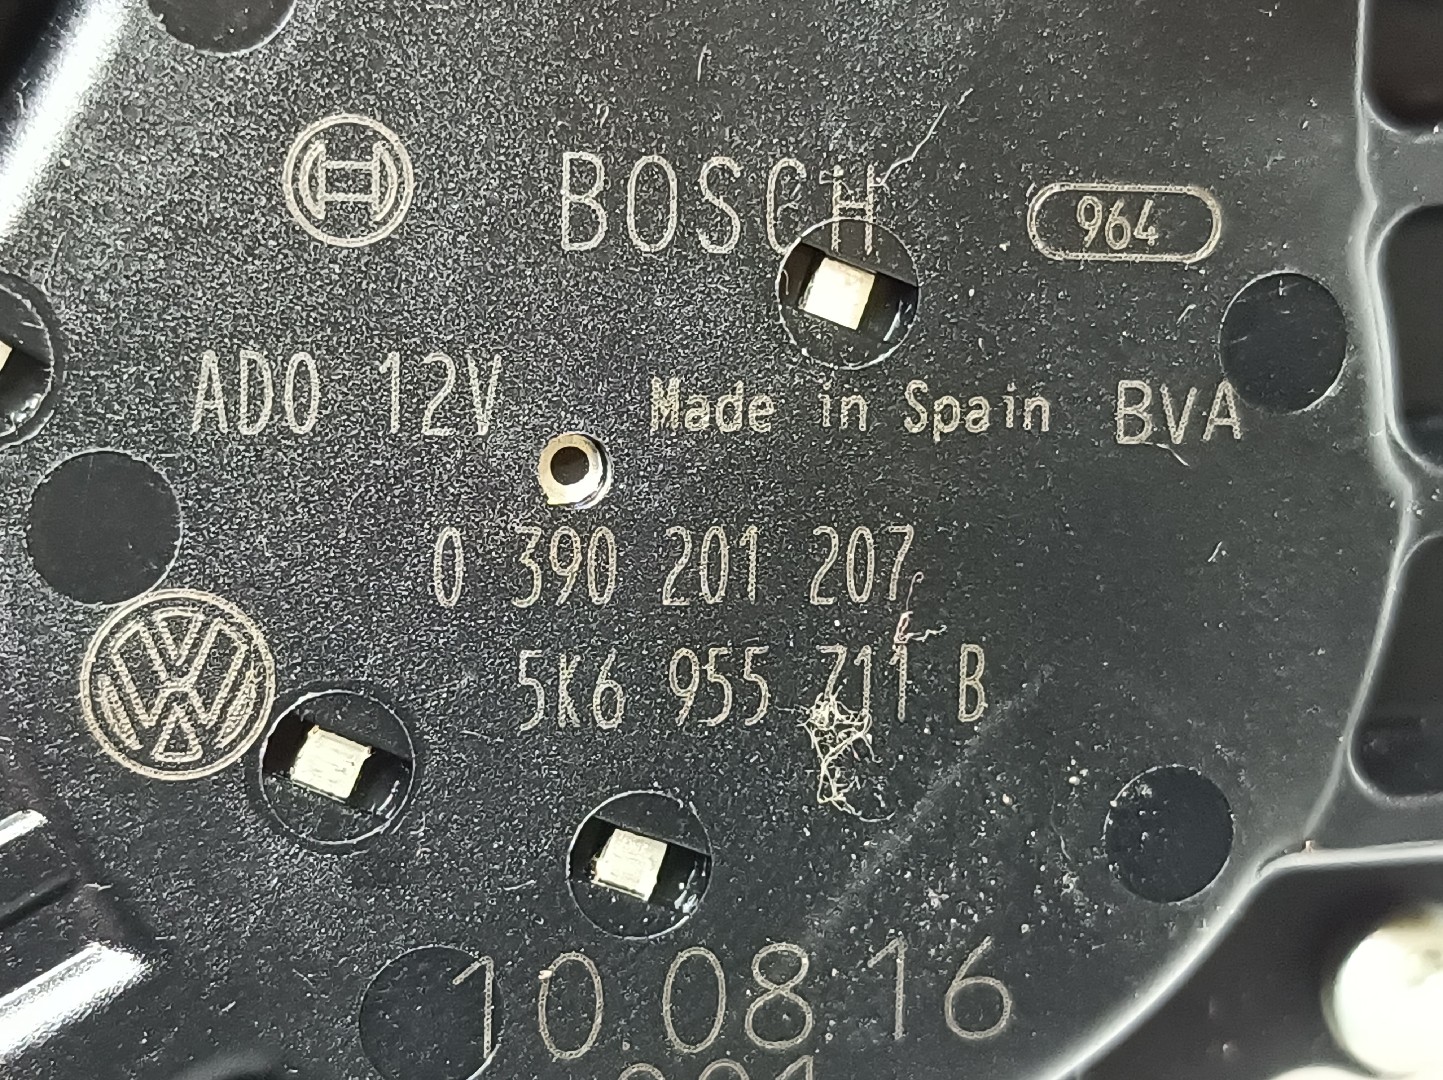 BOSCH 964
ADO 12V Made in Spain BVA
0 390 201 207
5K6 955 711 B
10 08 16